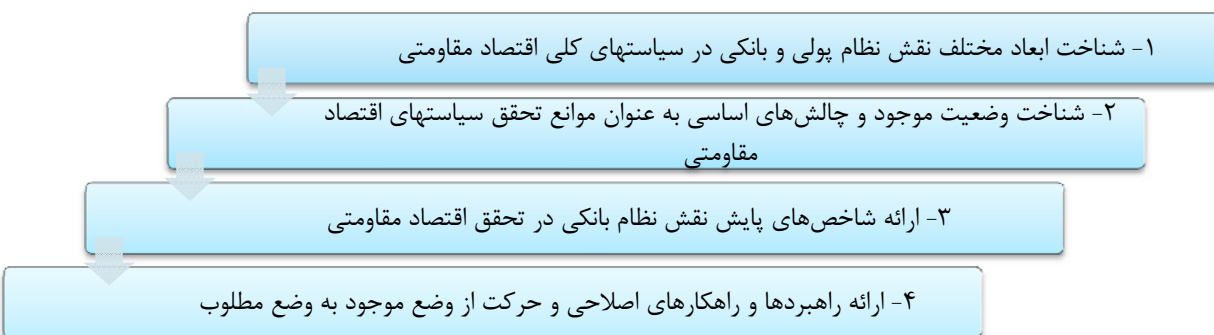 ۱- شناخت ابعاد مختلف نقش نظام پولی و بانکی در سیاستهای کلی اقتصاد مقاومتی
۲- شناخت وضعیت موجود و چالش‌های اساسی به عنوان موانع تحقق سیاستهای اقتصاد
مقاومتی
۳- ارائه شاخص‌های پایش نقش نظام بانکی در تحقق اقتصاد مقاومتی
۴- ارائه راهبردها و راهکارهای اصلاحی و حرکت از وضع موجود به وضع مطلوب